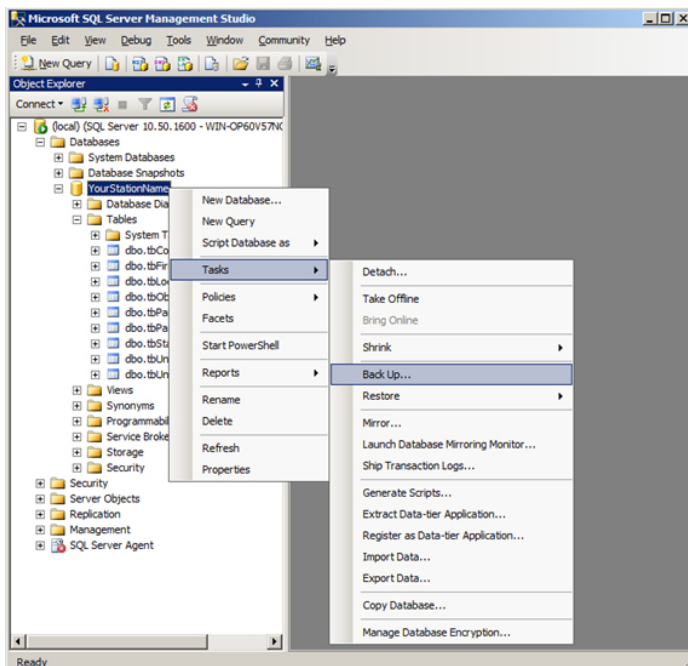 Microsoft SQL Server Management Studio
File Edit View Debug Tools Window Community Help
New Query
Object Explorer
Connect
(local) (SQL Server 10.50.1600 - WIN-OP60V57N
Databases
System Databases
Database Snapshots
YourStationName
Database Dia
Tables
System T
dbo.tbCo
dbo.tbFir
dbo.tbLoc
dbo.tbOb
dbo.tbPa
dbo.tbPa
dbo.tbSta
dbo.tbUn
dbo.tbUn
Views
Synonyms
Programmabil
Service Broke
Storage
Security
Security
Server Objects
Replication
Management
SQL Server Agent
New Database...
New Query
Script Database as
Tasks
Policies
Facets
Start PowerShell
Reports
Rename
Delete
Refresh
Properties
Detach...
Take Offline
Bring Online
Shrink
Back Up...
Restore
Mirror...
Launch Database Mirroring Monitor...
Ship Transaction Logs...
Generate Scripts...
Extract Data-tier Application...
Register as Data-tier Application...
Import Data...
Export Data...
Copy Database...
Manage Database Encryption...
Ready